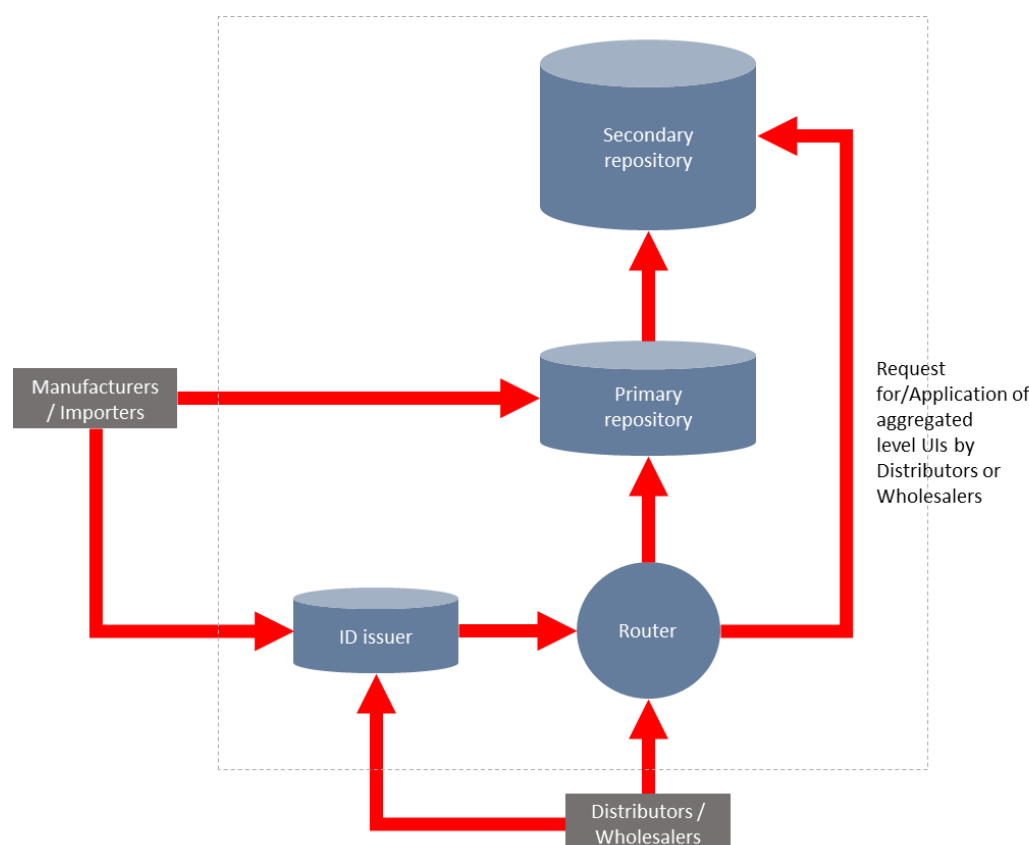 Secondary
repository
Manufacturers
/ Importers
Primary
repository
Request
for/Application of
aggregated
level UIs by
Distributors or
Wholesalers
ID issuer
Router
Distributors /
Wholesalers